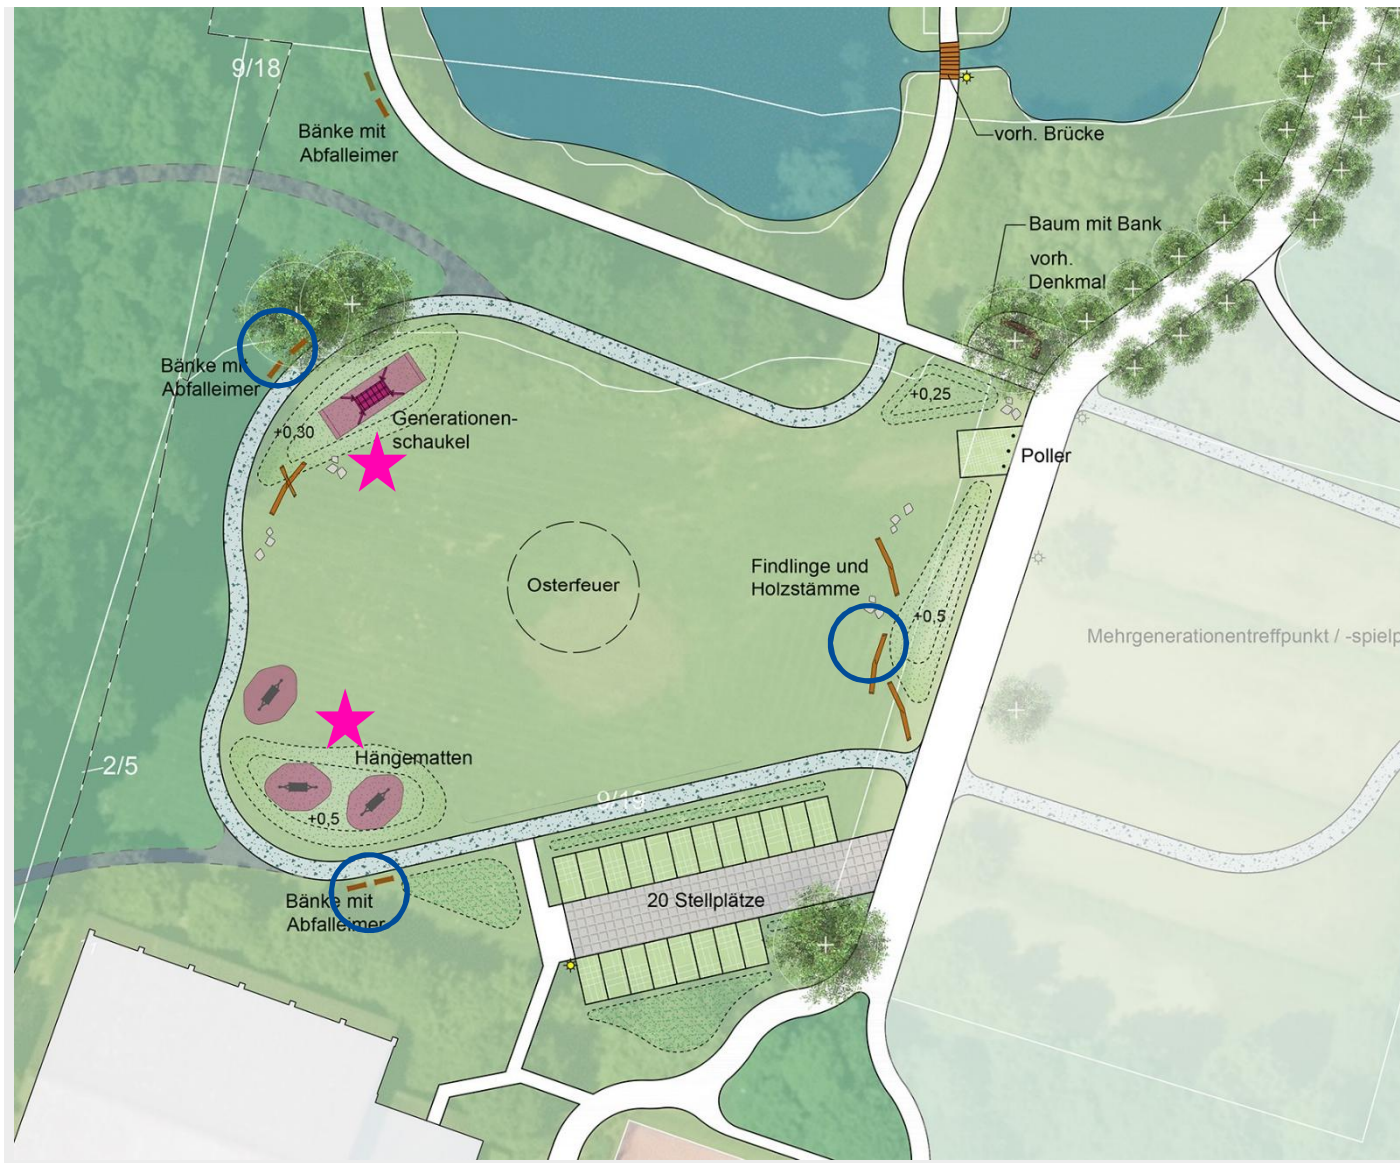 9/18
Bänke mit
Abfalleimer
vorh. Brücke
Baum mit Bank
vorh.
Denkmal
Bänke mit
Abfalleimer
+0,30
Generationen-
schaukel
+0,25
Poller
Findlinge und
Holzstämme
Osterfeuer
+0,5
Mehrgenerationentreffpunkt / -spielp
2/5
Hängematten
+0,5
9/19
20 Stellplätze
Bänke mit
Abfalleimer